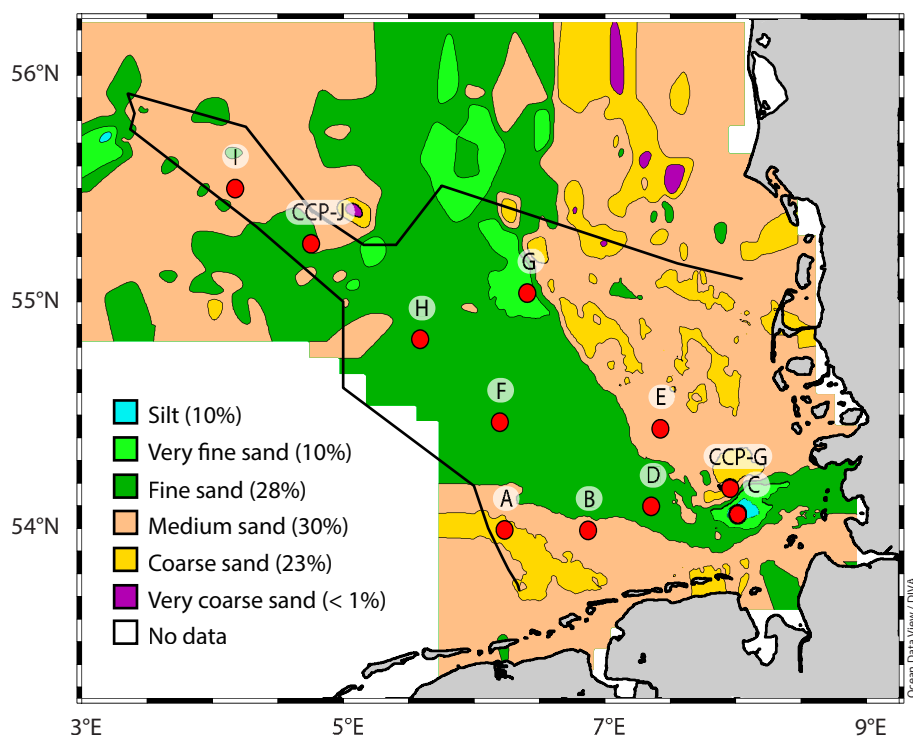 56°N
I
CCP-J
G
55°N
H
F
E
Silt (10%)
Very fine sand (10%)
Fine sand (28%)
Medium sand (30%)
Coarse sand (23%)
Very coarse sand (< 1%)
No data
CCP-G
D
C
A
B
54°N
Ocean Data View / DIVA
3°E
5°E
7°E
9°E